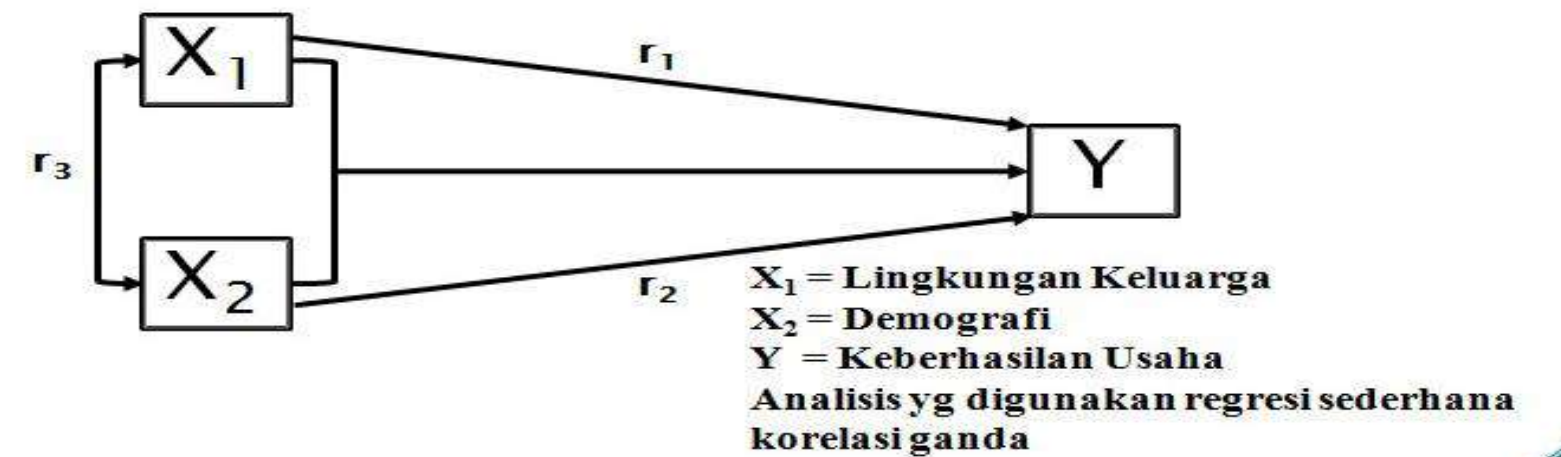 X₁
r₁
r₃
Y
X₂
r₂
X₁ = Lingkungan Keluarga
X₂ = Demografi
Y = Keberhasilan Usaha
Analisis yg digunakan regresi sederhana
korelasi ganda